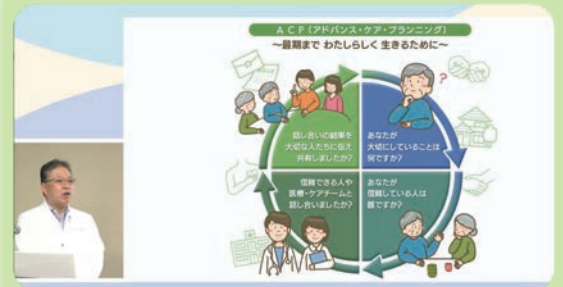 ACP(アドバンス・ケア・プランニング)
～最期まで わたしらしく 生きるために～
話し合いの結果を
大切な人たちに伝え
共有しましたか?
あなたが
大切にしていることは
何ですか?
信頼できる人や
医療・ケアチームと
話し合いましたか?
あなたが
信頼している人は
誰ですか?
?